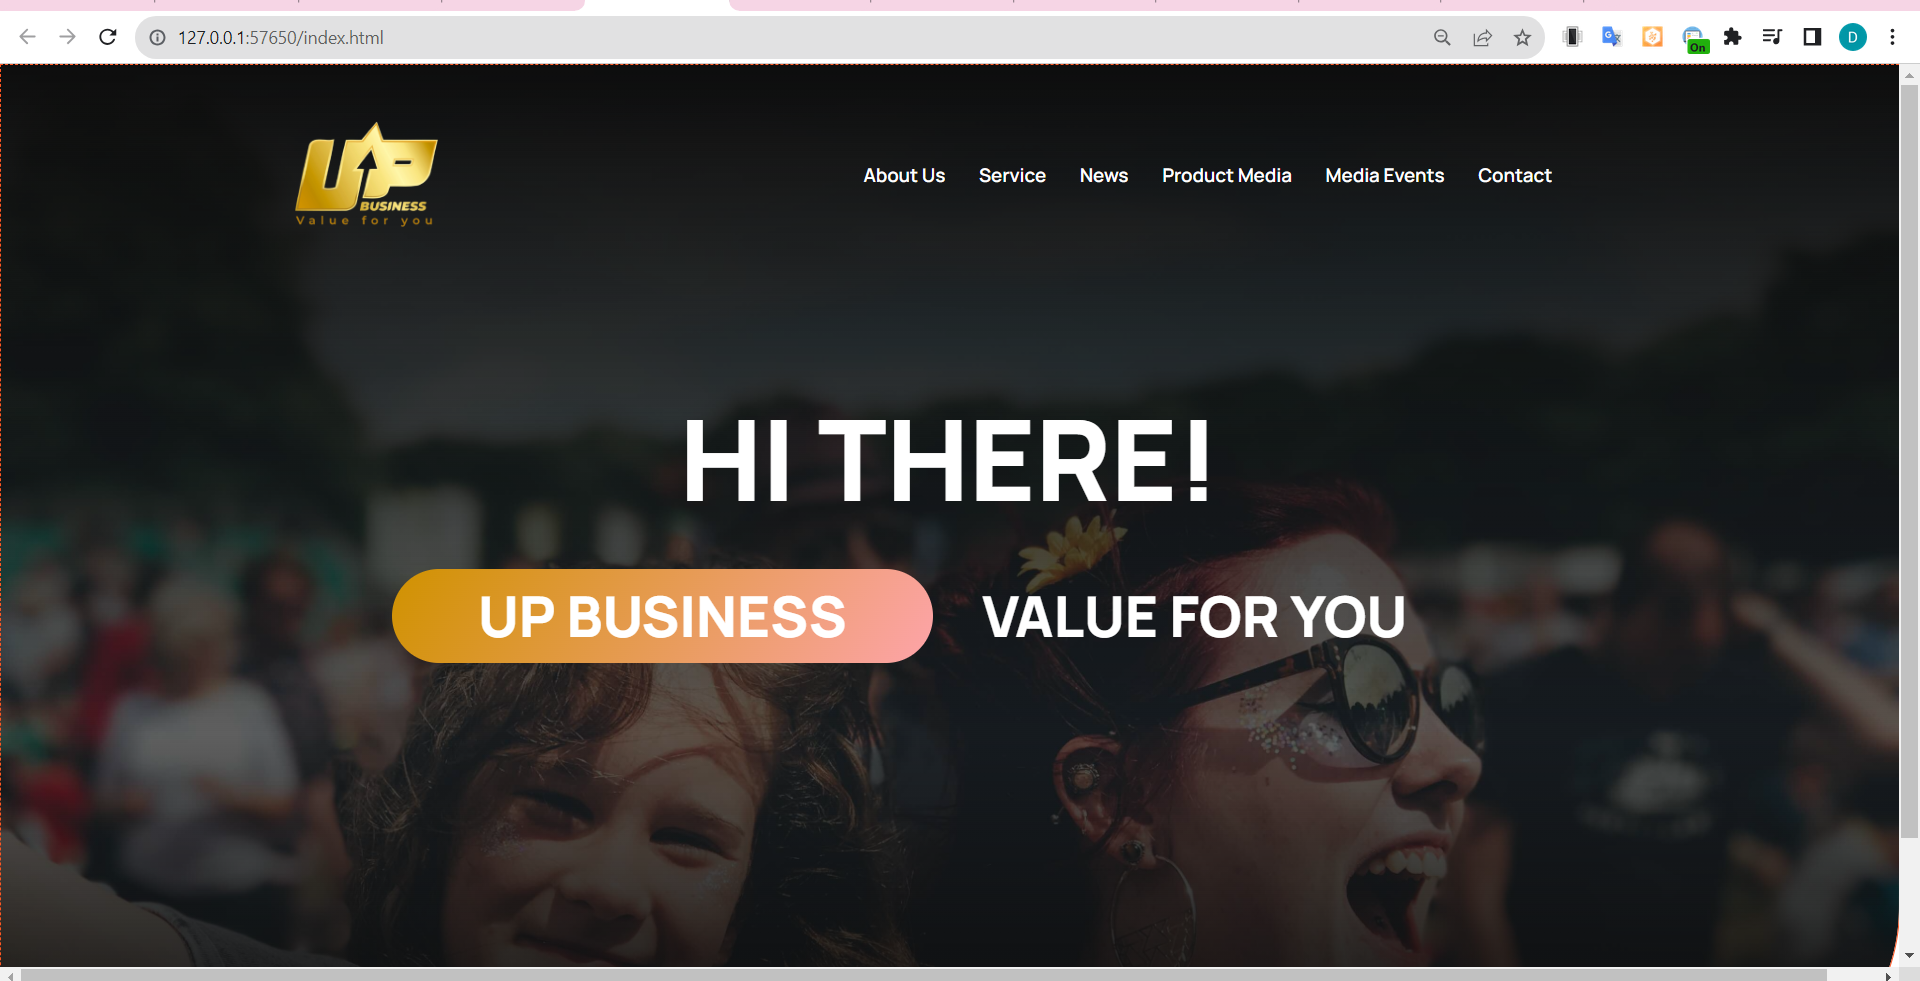 127.0.0.1:57650/index.html
On
D
UP
BUSINESS
Value for you
About Us Service News Product Media Media Events Contact
HI THERE!
UP BUSINESS VALUE FOR YOU